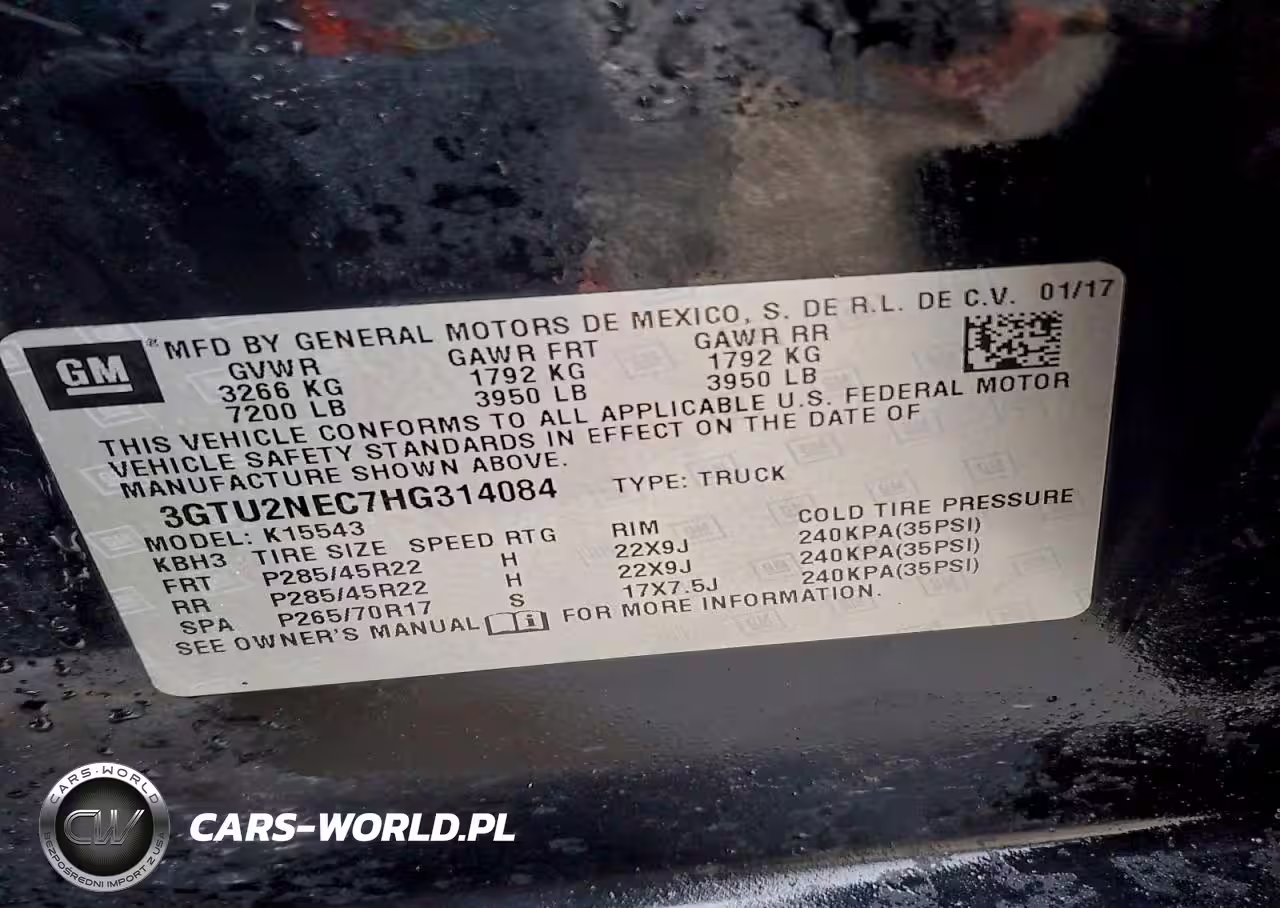 GM
® MFD BY GENERAL MOTORS DE MEXICO, S. DE R.L. DE C.V. 01/17
GVWR GAWR FRT GAWR RR
3266 KG 1792 KG 1792 KG
7200 LB 3950 LB 3950 LB
THIS VEHICLE CONFORMS TO ALL APPLICABLE U.S. FEDERAL MOTOR
VEHICLE SAFETY STANDARDS IN EFFECT ON THE DATE OF
MANUFACTURE SHOWN ABOVE.
3GTU2NEC7HG314084 TYPE: TRUCK
MODEL: K15543
KBH3 TIRE SIZE SPEED RTG RIM COLD TIRE PRESSURE
FRT P285/45R22 H 22X9J 240KPA(35PSI)
RR P285/45R22 H 22X9J 240KPA(35PSI)
SPA P265/70R17 S 17X7.5J 240KPA(35PSI)
SEE OWNER'S MANUAL i FOR MORE INFORMATION.
CARS-WORLD
CW
BEZPOŚREDNI IMPORT Z USA
CARS-WORLD.PL